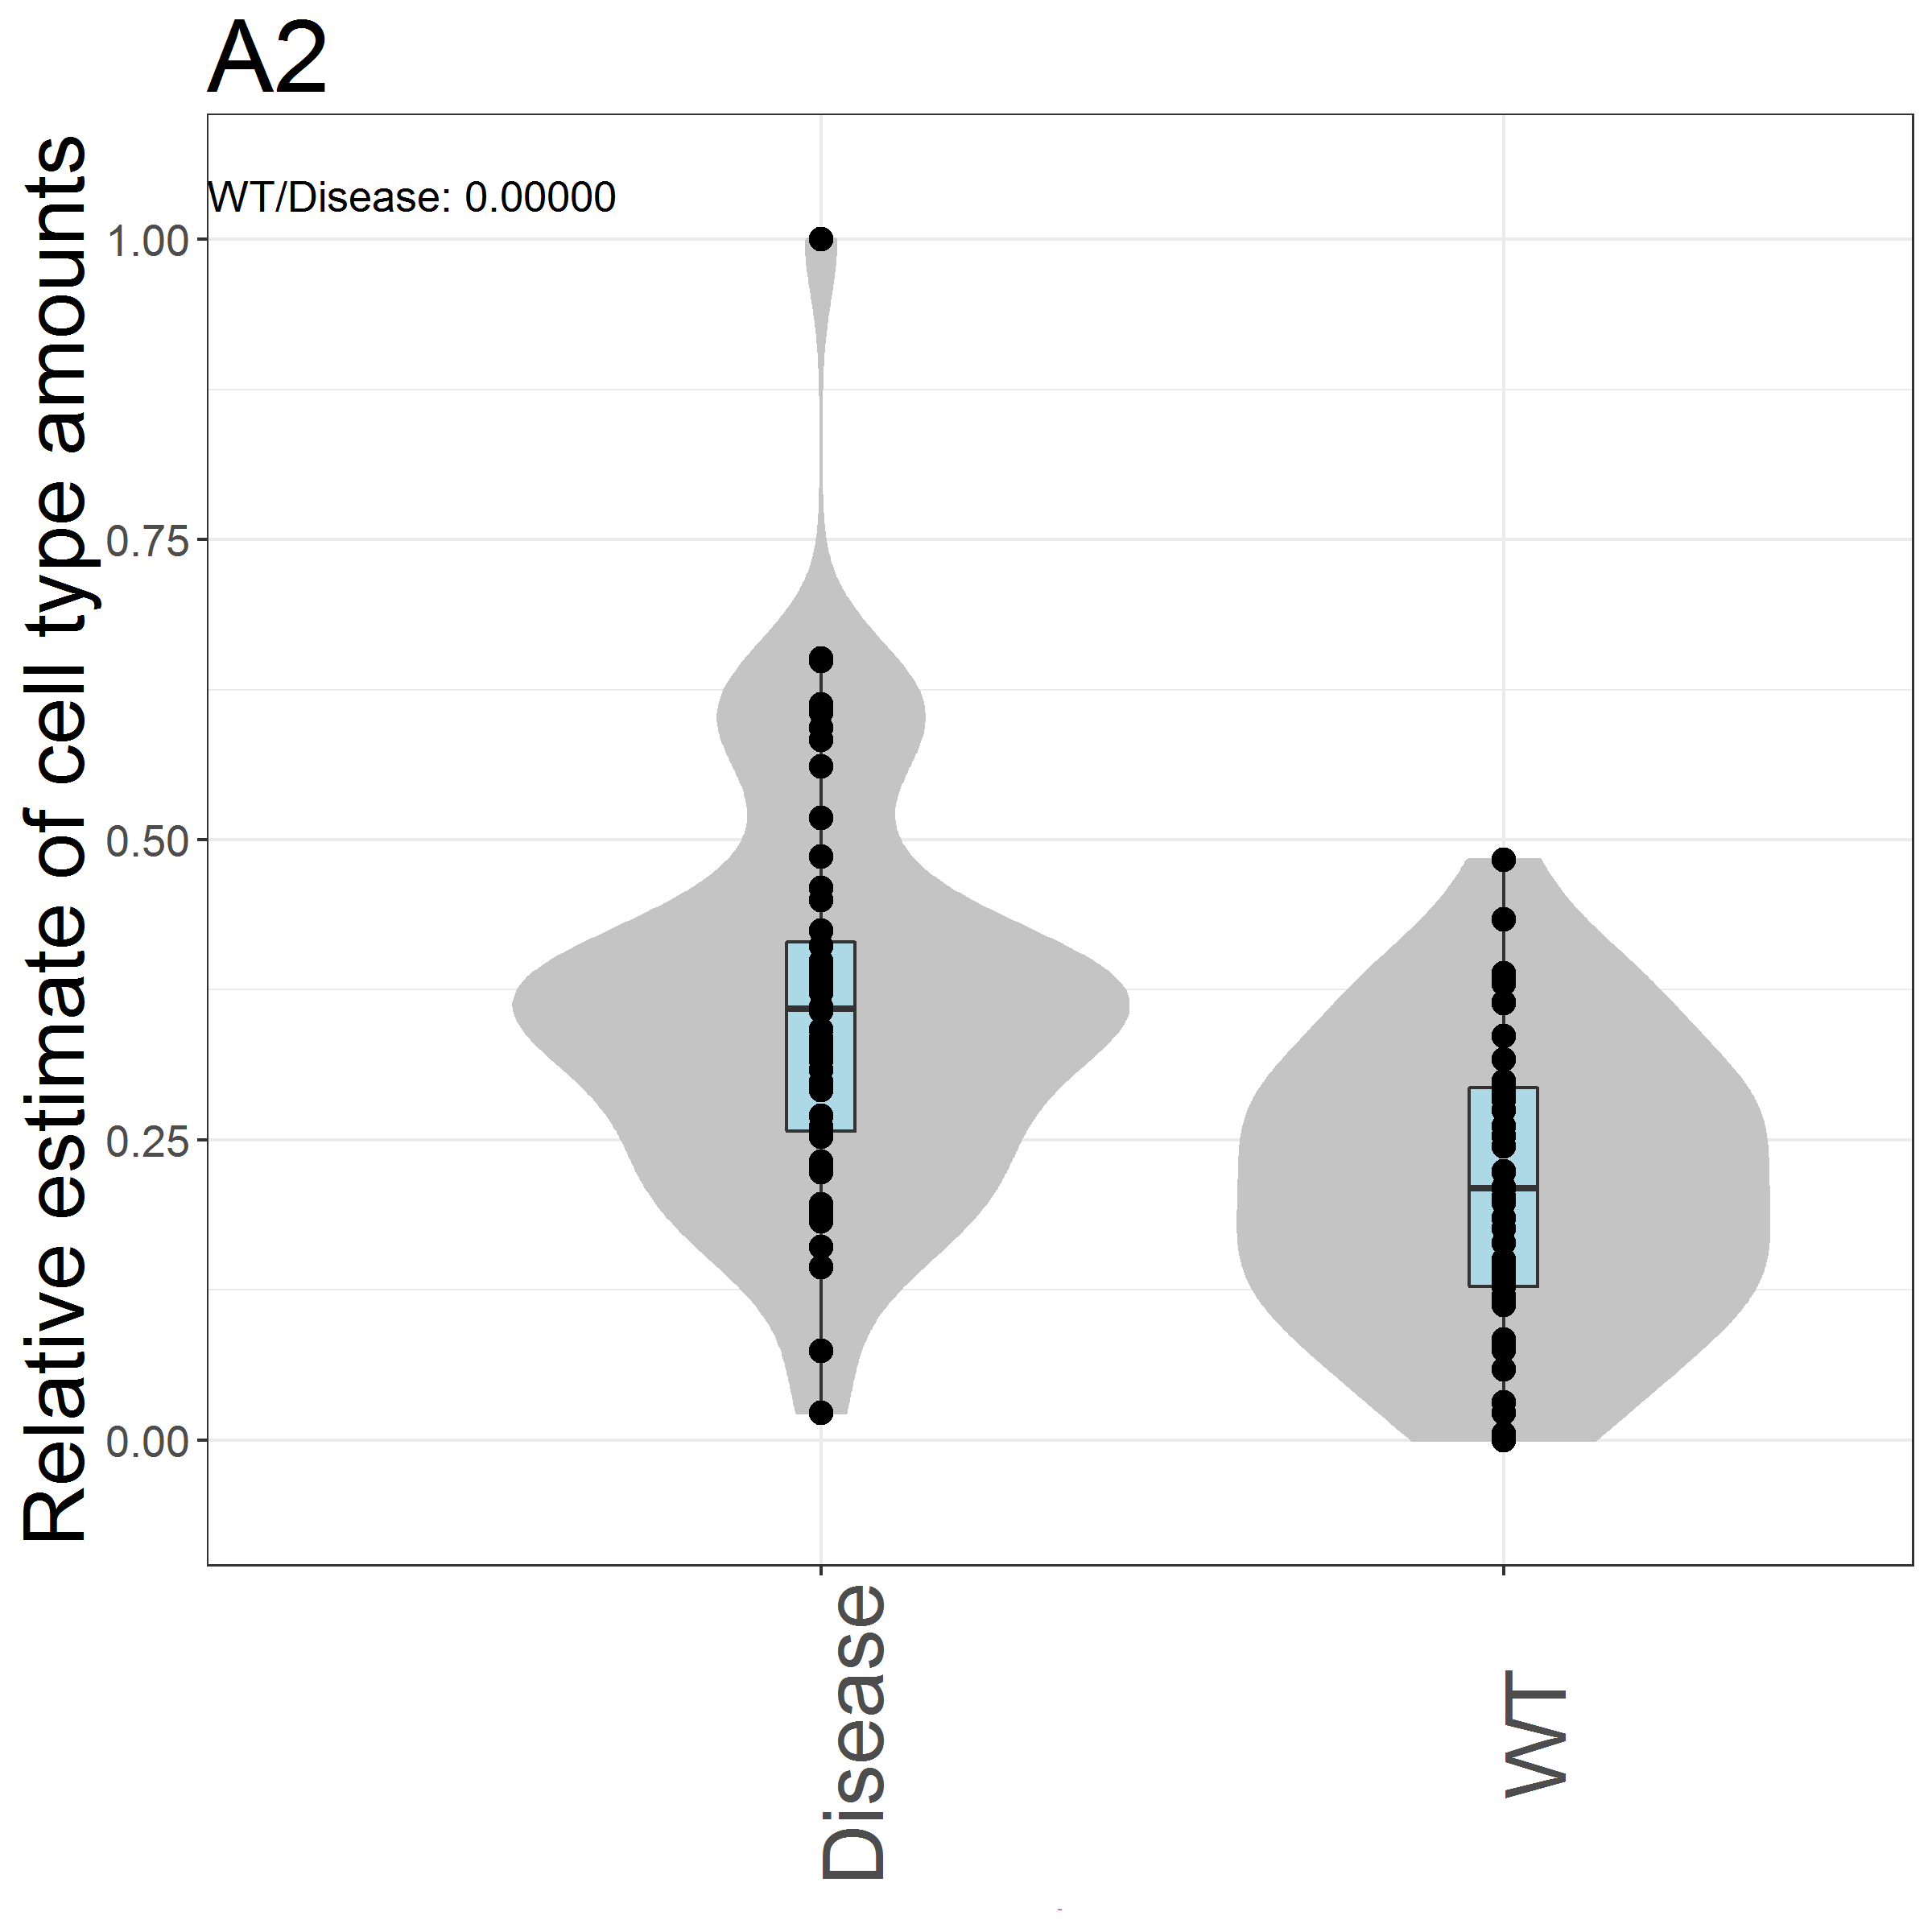 A2
WT/Disease: 0.00000
Relative estimate of cell type amounts
1.00
0.75
0.50
0.25
0.00
Disease
WT